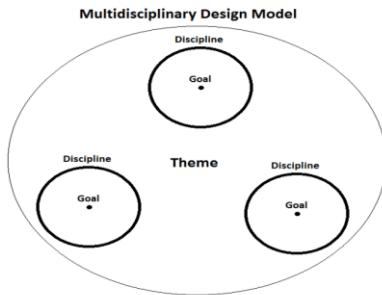 Multidisciplinary Design Model
Discipline
Goal
Theme
Discipline
Goal
Discipline
Goal